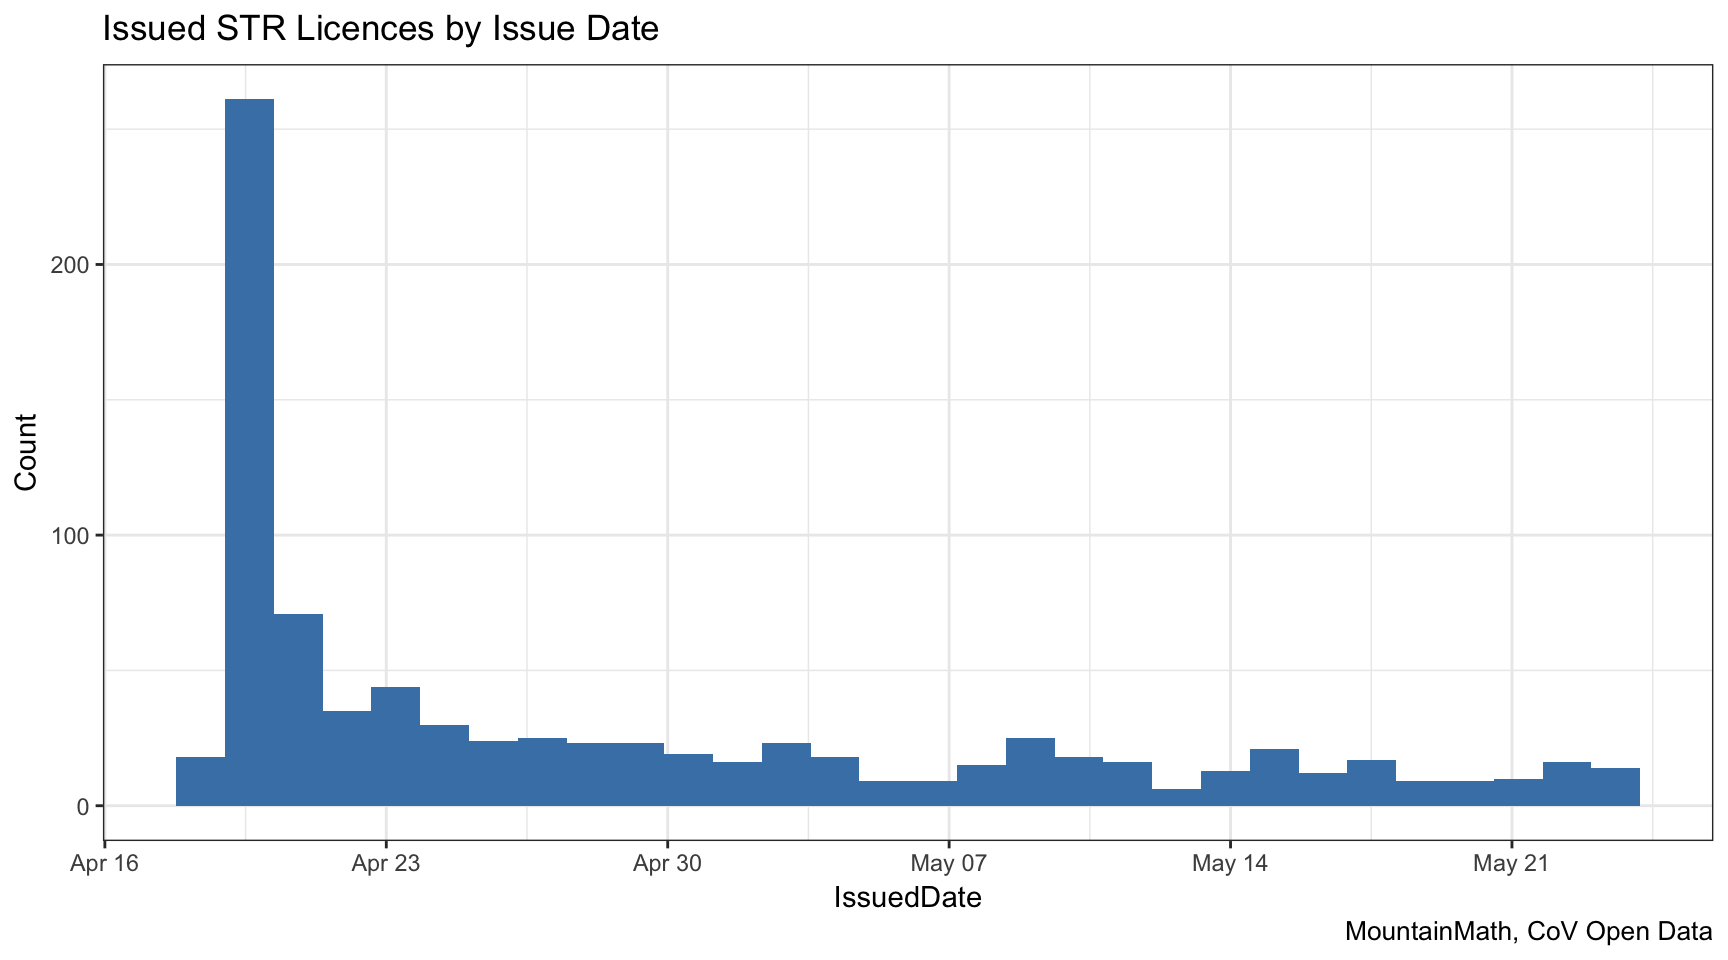 Issued STR Licences by Issue Date
Count
200
100
0
Apr 16
Apr 23
Apr 30
May 07
May 14
May 21
IssuedDate
MountainMath, CoV Open Data